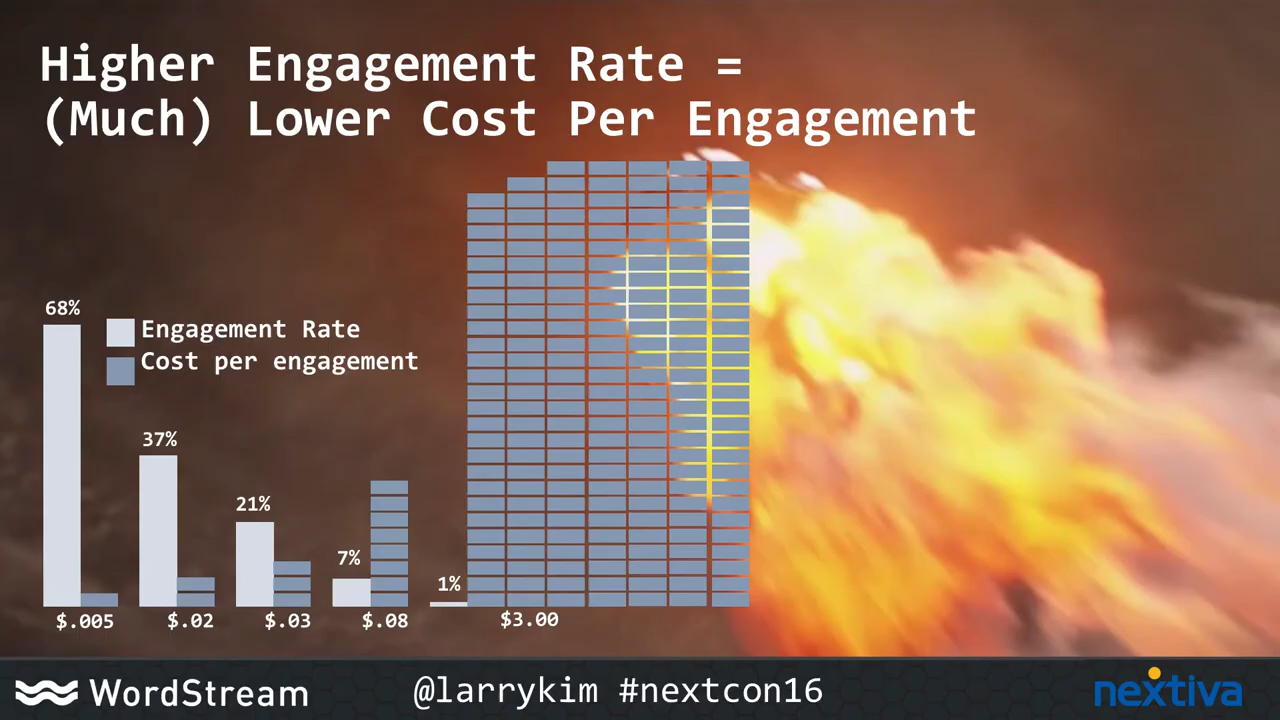 Higher Engagement Rate =
(Much) Lower Cost Per Engagement
68%
Engagement Rate
Cost per engagement
37%
21%
7%
1%
$.005
$.02
$.03
$.08
$3.00
WordStream
@larrykim #nextcon16
nextiva